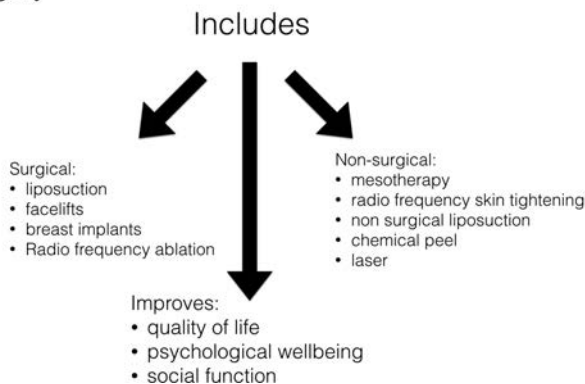 Includes
Surgical:
• liposuction
• facelifts
• breast implants
• Radio frequency ablation
Non-surgical:
• mesotherapy
• radio frequency skin tightening
• non surgical liposuction
• chemical peel
• laser
Improves:
• quality of life
• psychological wellbeing
• social function